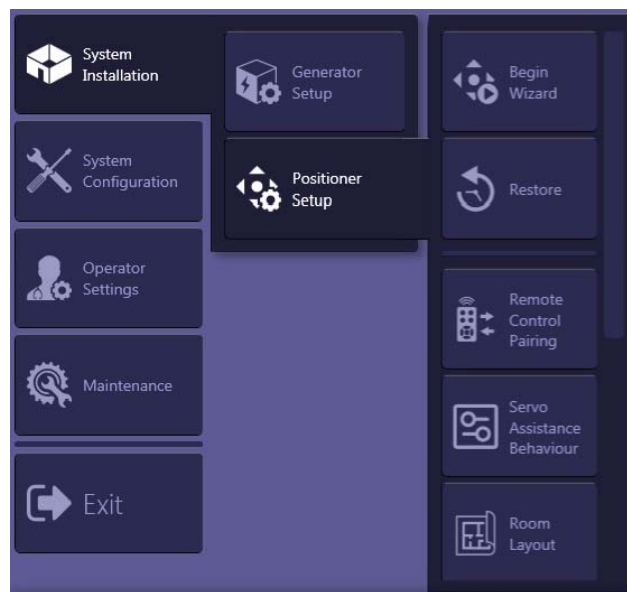 System
Installation
System
Configuration
Operator
Settings
Maintenance
Exit
Generator
Setup
Positioner
Setup
Begin
Wizard
Restore
Remote
Control
Pairing
Servo
Assistance
Behaviour
Room
Layout